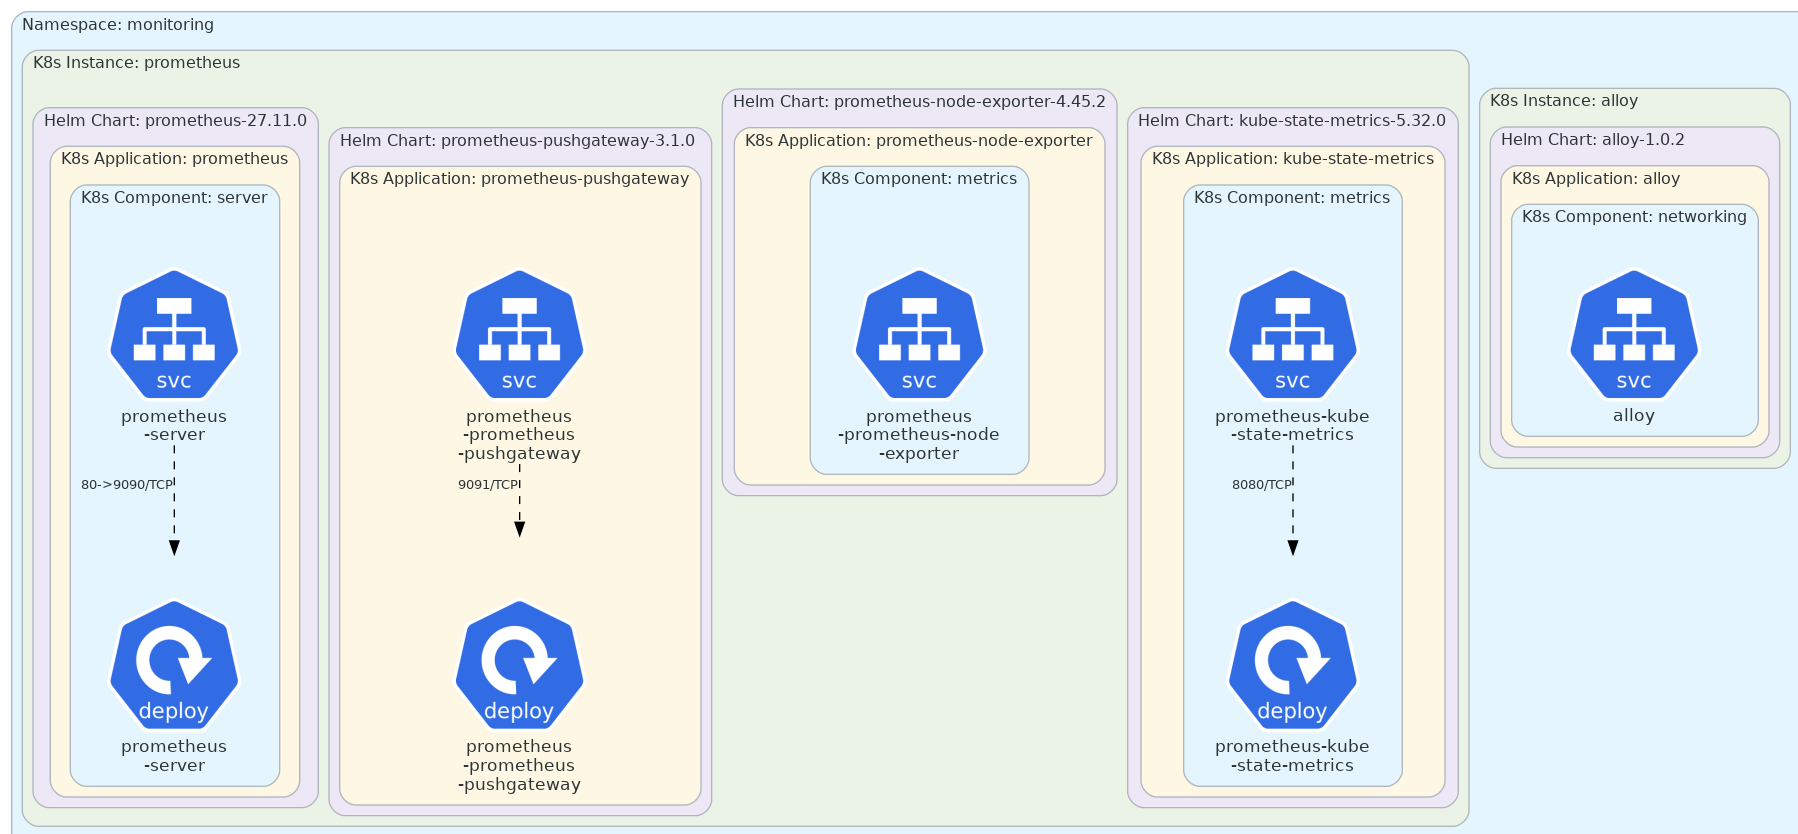 Namespace: monitoring
K8s Instance: prometheus
Helm Chart: prometheus-27.11.0
K8s Application: prometheus
K8s Component: server
svc
prometheus
-server
80->9090/TCP
deploy
prometheus
-server
Helm Chart: prometheus-pushgateway-3.1.0
K8s Application: prometheus-pushgateway
svc
prometheus
-prometheus
-pushgateway
9091/TCP
deploy
prometheus
-prometheus
-pushgateway
Helm Chart: prometheus-node-exporter-4.45.2
K8s Application: prometheus-node-exporter
K8s Component: metrics
svc
prometheus
-prometheus-node
-exporter
Helm Chart: kube-state-metrics-5.32.0
K8s Application: kube-state-metrics
K8s Component: metrics
svc
prometheus-kube
-state-metrics
8080/TCP
deploy
prometheus-kube
-state-metrics
K8s Instance: alloy
Helm Chart: alloy-1.0.2
K8s Application: alloy
K8s Component: networking
svc
alloy